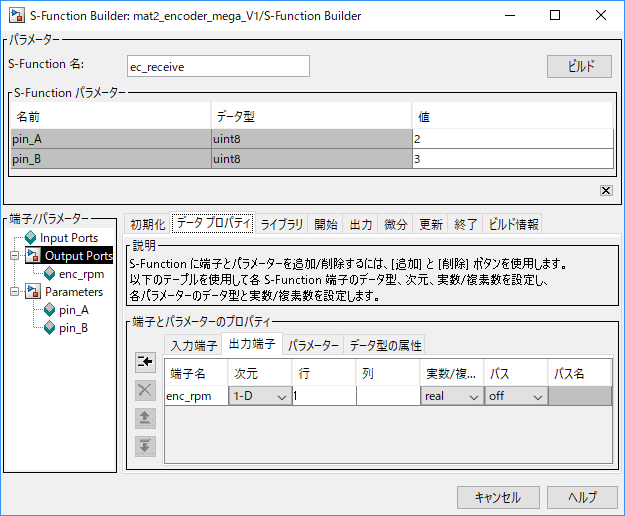 S-Function Builder: mat2_encoder_mega_V1/S-Function Builder
パラメーター
S-Function 名: ec_receive ビルド
S-Function パラメーター
名前 データ型 値
pin_A uint8 2
pin_B uint8 3
端子/パラメーター
Input Ports
Output Ports
enc_rpm
Parameters
pin_A
pin_B
初期化 データ プロパティ ライブラリ 開始 出力 微分 更新 終了 ビルド情報
説明
S-Function に端子とパラメーターを追加/削除するには、[追加] と [削除] ボタンを使用します。
以下のテーブルを使用して各 S-Function 端子のデータ型、次元、実数/複素数を設定し、
各パラメーターのデータ型と実数/複素数を設定します。
端子とパラメーターのプロパティ
入力端子 出力端子 パラメーター データ型の属性
端子名 次元 行 列 実数/複... バス バス名
enc_rpm 1-D 1 real off
キャンセル ヘルプ